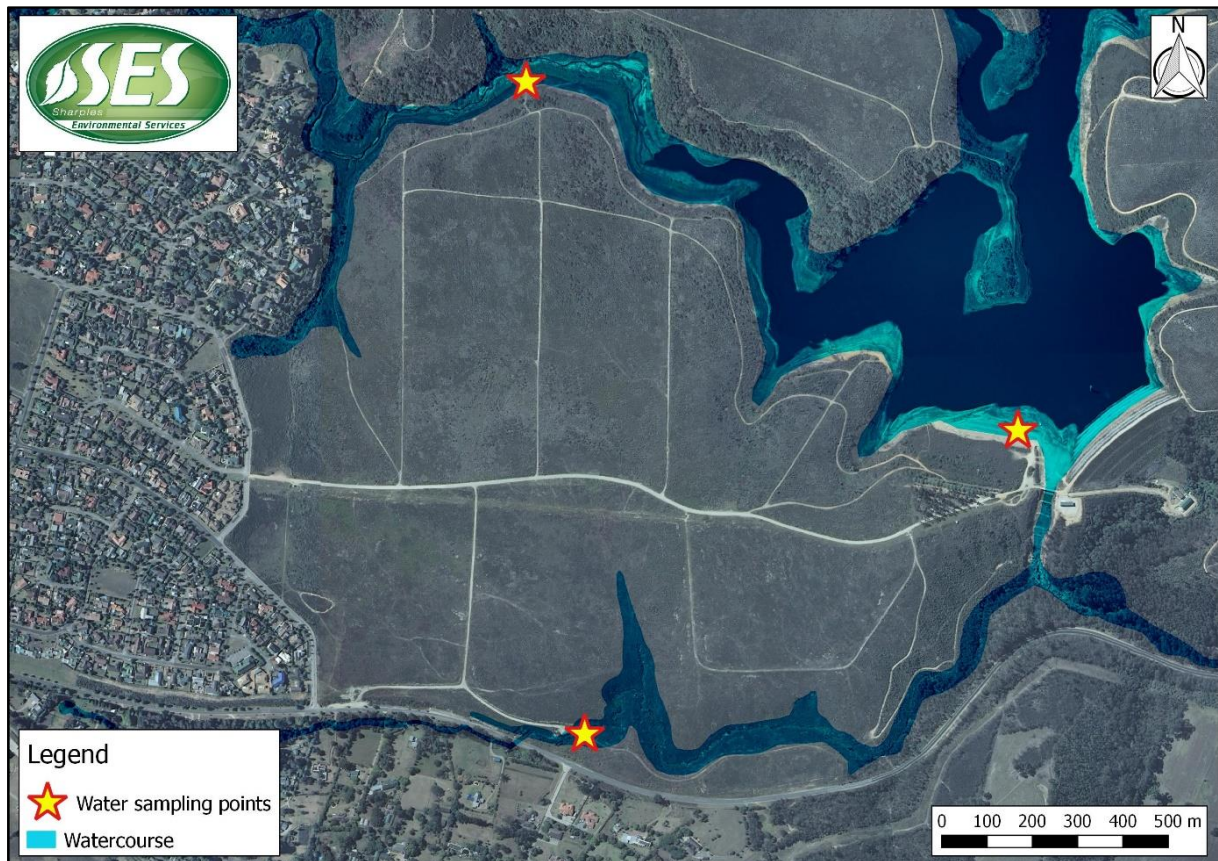 SES
Sharples
Environmental Services
N
Legend
Water sampling points
Watercourse
0 100 200 300 400 500 m